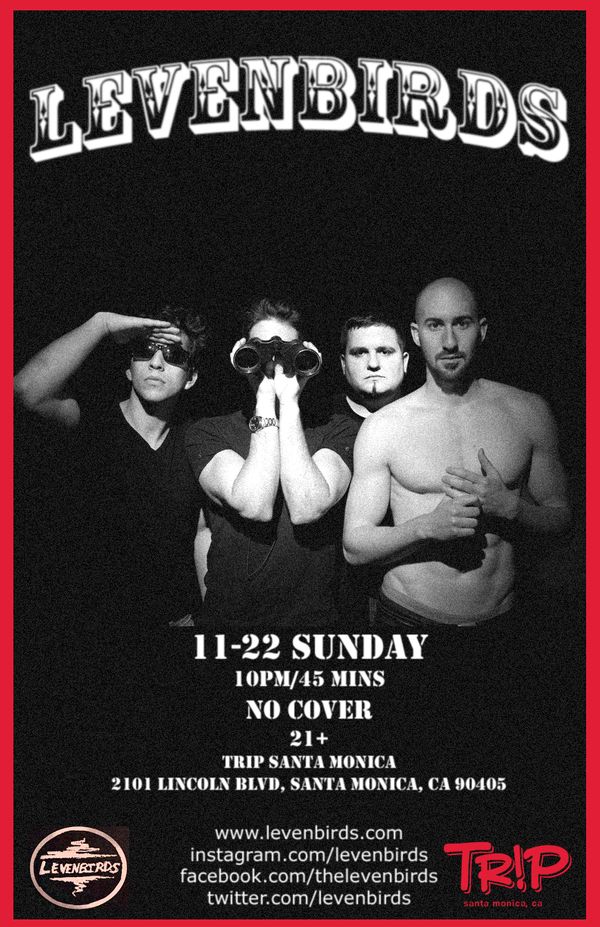 LEVENBIRDS
11-22 SUNDAY
10PM/45 MINS
NO COVER
21+
TRIP SANTA MONICA
2101 LINCOLN BLVD, SANTA MONICA, CA 90405
www.levenbirds.com
instagram.com/levenbirds
facebook.com/thelevenbirds
twitter.com/levenbirds
LEVENBIRDS
TR!P
santa monica, ca